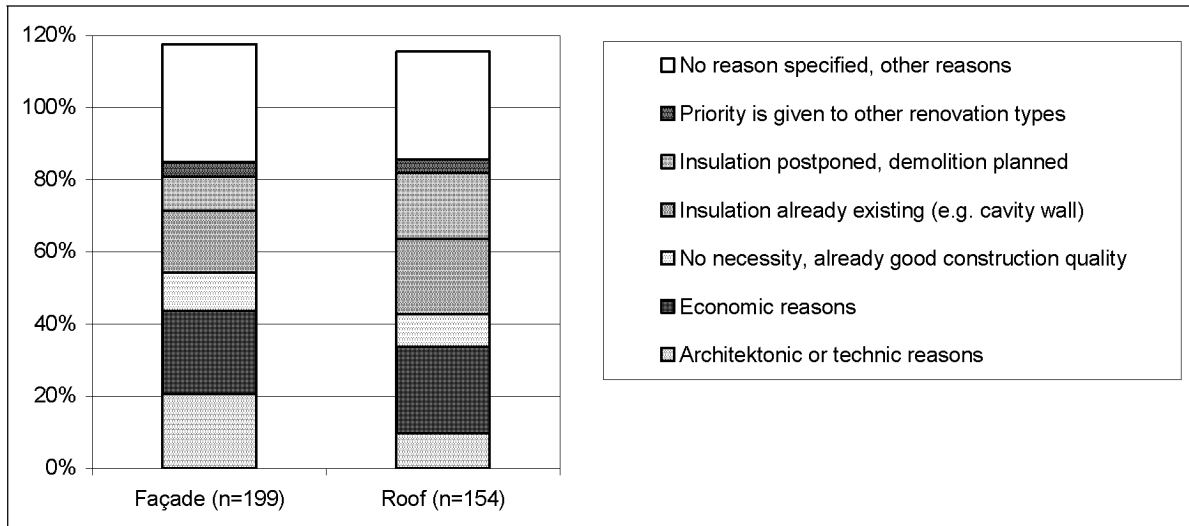 120%
100%
80%
60%
40%
20%
0%
Façade (n=199)
Roof (n=154)
No reason specified, other reasons
Priority is given to other renovation types
Insulation postponed, demolition planned
Insulation already existing (e.g. cavity wall)
No necessity, already good construction quality
Economic reasons
Architektonic or technic reasons